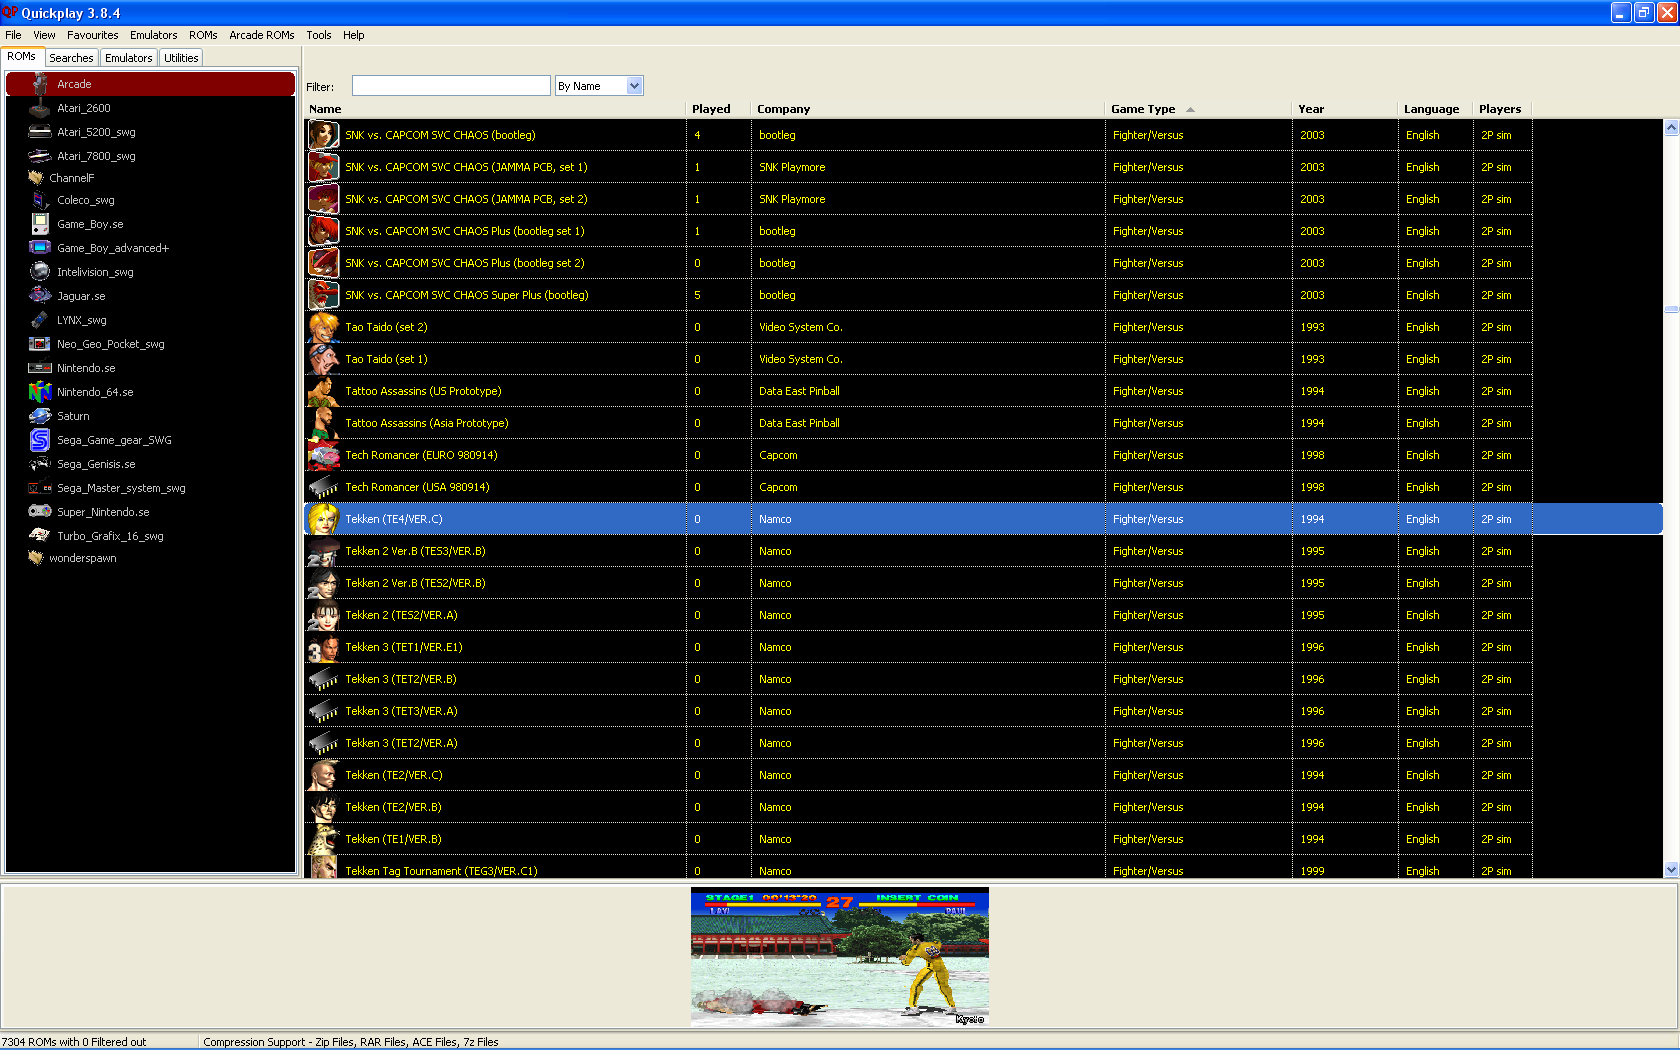 QP Quickplay 3.8.4
File View Favourites Emulators ROMs Arcade ROMs Tools Help
ROMs Searches Emulators Utilities
Arcade
Atari_2600
Atari_5200_swg
Atari_7800_swg
ChannelF
Coleco_swg
Game_Boy.se
Game_Boy_advanced+
Intelivision_swg
Jaguar.se
LYNX_swg
Neo_Geo_Pocket_swg
Nintendo.se
Nintendo_64.se
Saturn
Sega_Game_gear_SWG
Sega_Genisis.se
Sega_Master_system_swg
Super_Nintendo.se
Turbo_Grafix_16_swg
wonderspawn
Filter: By Name
Name Played Company Game Type Year Language Players
SNK vs. CAPCOM SVC CHAOS (bootleg) 4 bootleg Fighter/Versus 2003 English 2P sim
SNK vs. CAPCOM SVC CHAOS (JAMMA PCB, set 1) 1 SNK Playmore Fighter/Versus 2003 English 2P sim
SNK vs. CAPCOM SVC CHAOS (JAMMA PCB, set 2) 1 SNK Playmore Fighter/Versus 2003 English 2P sim
SNK vs. CAPCOM SVC CHAOS Plus (bootleg set 1) 1 bootleg Fighter/Versus 2003 English 2P sim
SNK vs. CAPCOM SVC CHAOS Plus (bootleg set 2) 0 bootleg Fighter/Versus 2003 English 2P sim
SNK vs. CAPCOM SVC CHAOS Super Plus (bootleg) 5 bootleg Fighter/Versus 2003 English 2P sim
Tao Taido (set 2) 0 Video System Co. Fighter/Versus 1993 English 2P sim
Tao Taido (set 1) 0 Video System Co. Fighter/Versus 1993 English 2P sim
Tattoo Assassins (US Prototype) 0 Data East Pinball Fighter/Versus 1994 English 2P sim
Tattoo Assassins (Asia Prototype) 0 Data East Pinball Fighter/Versus 1994 English 2P sim
Tech Romancer (EURO 980914) 0 Capcom Fighter/Versus 1998 English 2P sim
Tech Romancer (USA 980914) 0 Capcom Fighter/Versus 1998 English 2P sim
Tekken (TE4/VER.C) 0 Namco Fighter/Versus 1994 English 2P sim
Tekken 2 Ver.B (TES3/VER.B) 0 Namco Fighter/Versus 1995 English 2P sim
Tekken 2 Ver.B (TES2/VER.B) 0 Namco Fighter/Versus 1995 English 2P sim
Tekken 2 (TES2/VER.A) 0 Namco Fighter/Versus 1995 English 2P sim
Tekken 3 (TET1/VER.E1) 0 Namco Fighter/Versus 1996 English 2P sim
Tekken 3 (TET2/VER.B) 0 Namco Fighter/Versus 1996 English 2P sim
Tekken 3 (TET3/VER.A) 0 Namco Fighter/Versus 1996 English 2P sim
Tekken 3 (TET2/VER.A) 0 Namco Fighter/Versus 1996 English 2P sim
Tekken (TE2/VER.C) 0 Namco Fighter/Versus 1994 English 2P sim
Tekken (TE2/VER.B) 0 Namco Fighter/Versus 1994 English 2P sim
Tekken (TE1/VER.B) 0 Namco Fighter/Versus 1994 English 2P sim
Tekken Tag Tournament (TEG3/VER.C1) 0 Namco Fighter/Versus 1999 English 2P sim
STAGE1 00'13"20 27 INSERT COIN
PAUL
Kyoto
7304 ROMs with 0 Filtered out Compression Support - Zip Files, RAR Files, ACE Files, 7z Files